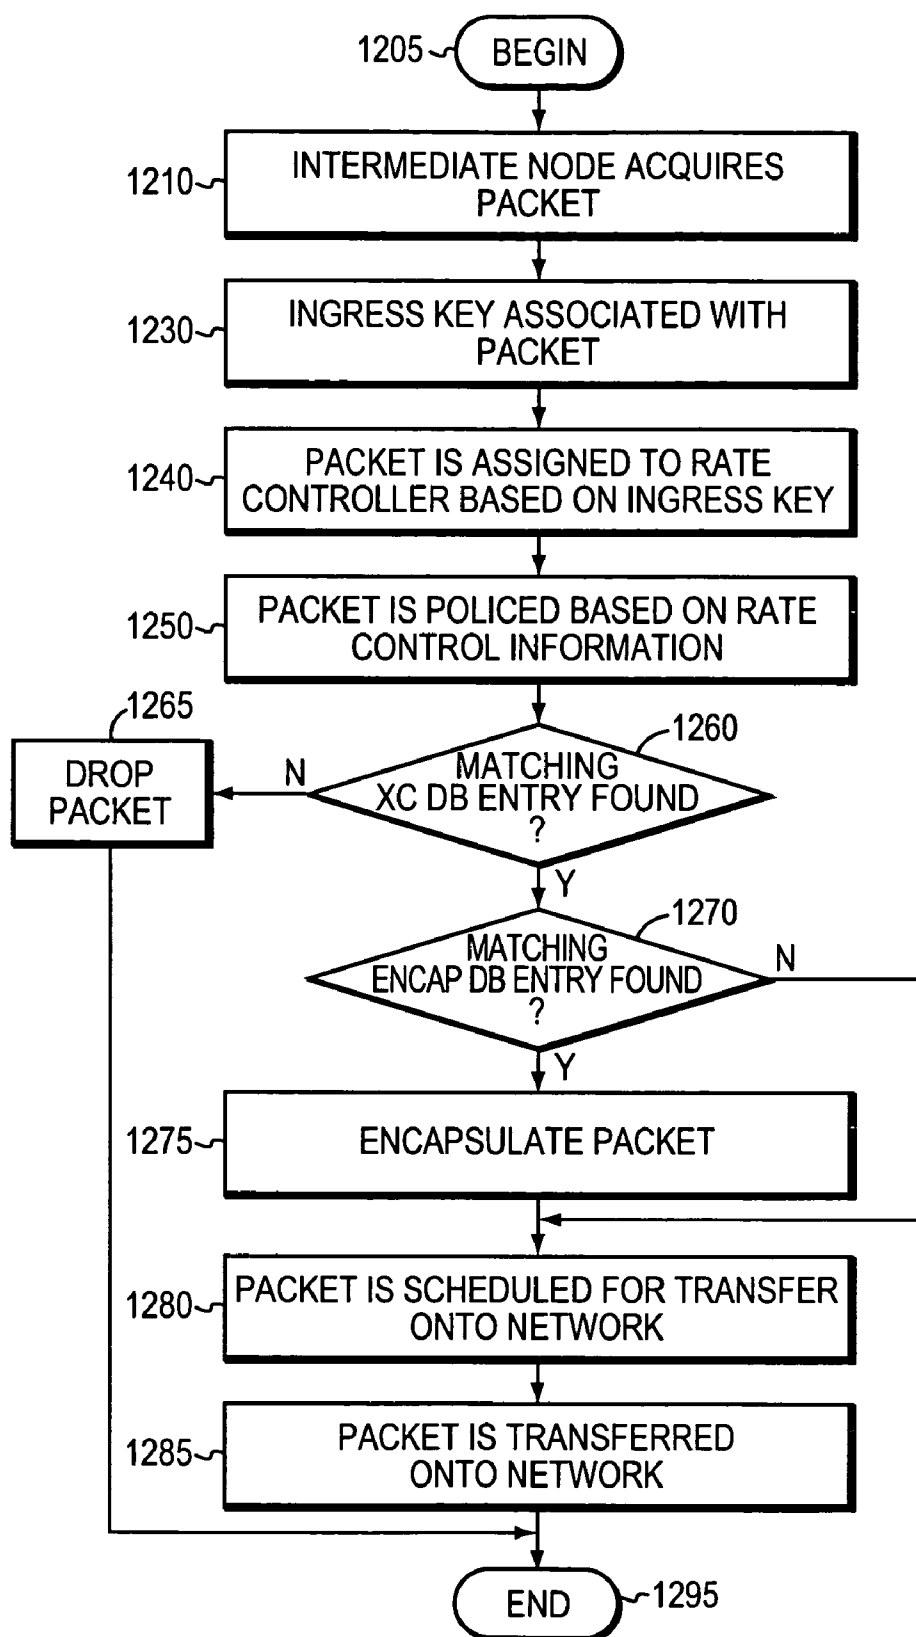 1205
BEGIN
1210
INTERMEDIATE NODE ACQUIRES
PACKET
1230
INGRESS KEY ASSOCIATED WITH
PACKET
1240
PACKET IS ASSIGNED TO RATE
CONTROLLER BASED ON INGRESS KEY
1250
PACKET IS POLICED BASED ON RATE
CONTROL INFORMATION
1265
DROP
PACKET
N
1260
MATCHING
XC DB ENTRY FOUND
?
Y
1270
MATCHING
ENCAP DB ENTRY FOUND
?
N
Y
1275
ENCAPSULATE PACKET
1280
PACKET IS SCHEDULED FOR TRANSFER
ONTO NETWORK
1285
PACKET IS TRANSFERRED
ONTO NETWORK
END
1295